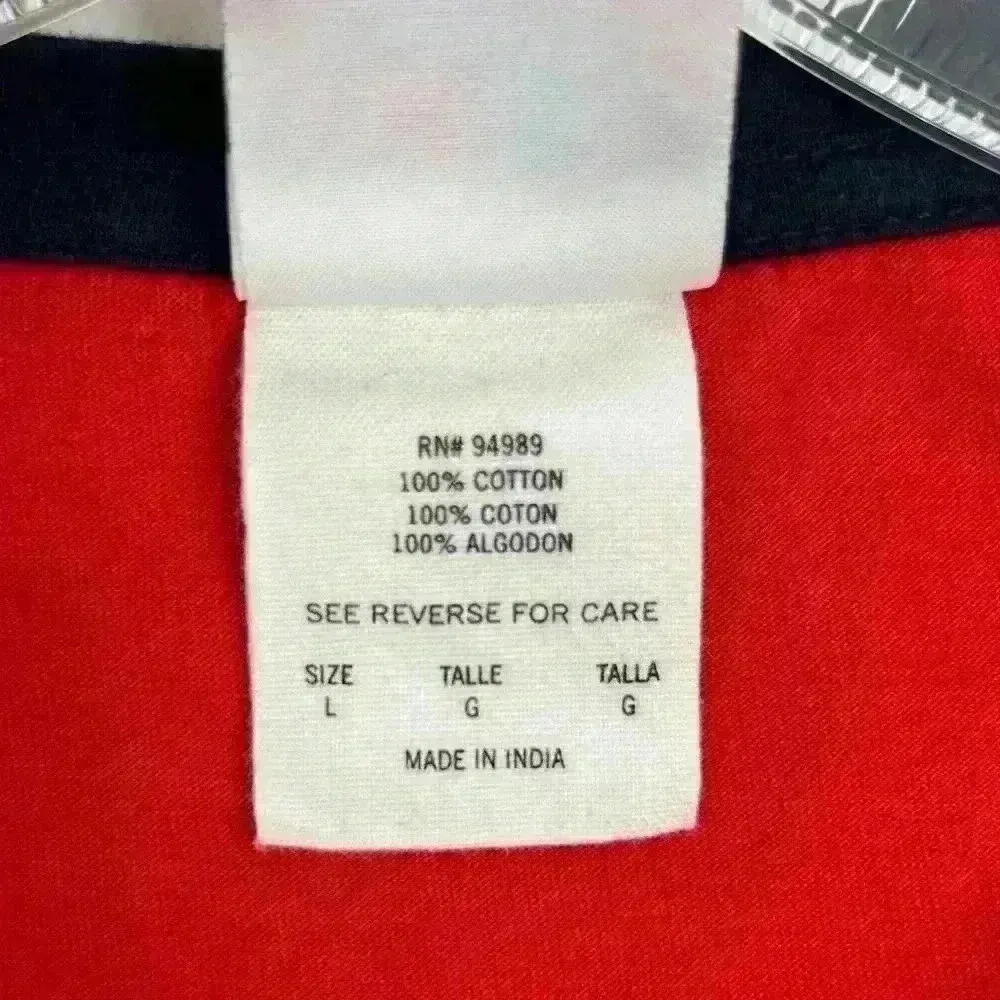 RN# 94989
100% COTTON
100% COTON
100% ALGODON
SEE REVERSE FOR CARE
SIZE TALLE TALLA
L G G
MADE IN INDIA